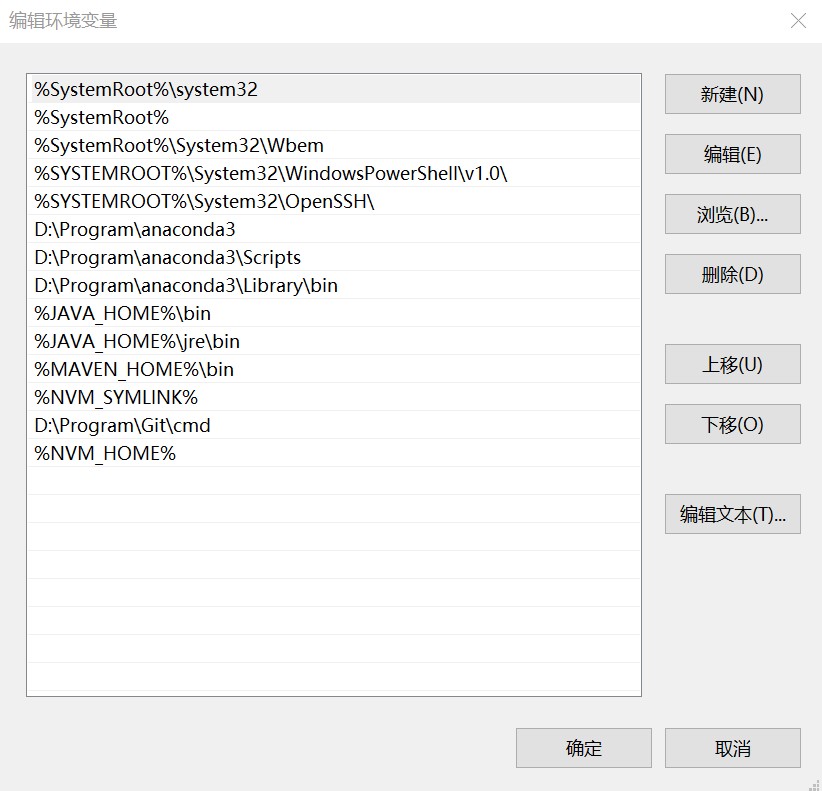 编辑环境变量
%SystemRoot%\system32
%SystemRoot%
%SystemRoot%\System32\Wbem
%SYSTEMROOT%\System32\WindowsPowerShell\v1.0\
%SYSTEMROOT%\System32\OpenSSH\
D:\Program\anaconda3
D:\Program\anaconda3\Scripts
D:\Program\anaconda3\Library\bin
%JAVA_HOME%\bin
%JAVA_HOME%\jre\bin
%MAVEN_HOME%\bin
%NVM_SYMLINK%
D:\Program\Git\cmd
%NVM_HOME%
新建(N)
编辑(E)
浏览(B)...
删除(D)
上移(U)
下移(O)
编辑文本(T)...
确定
取消